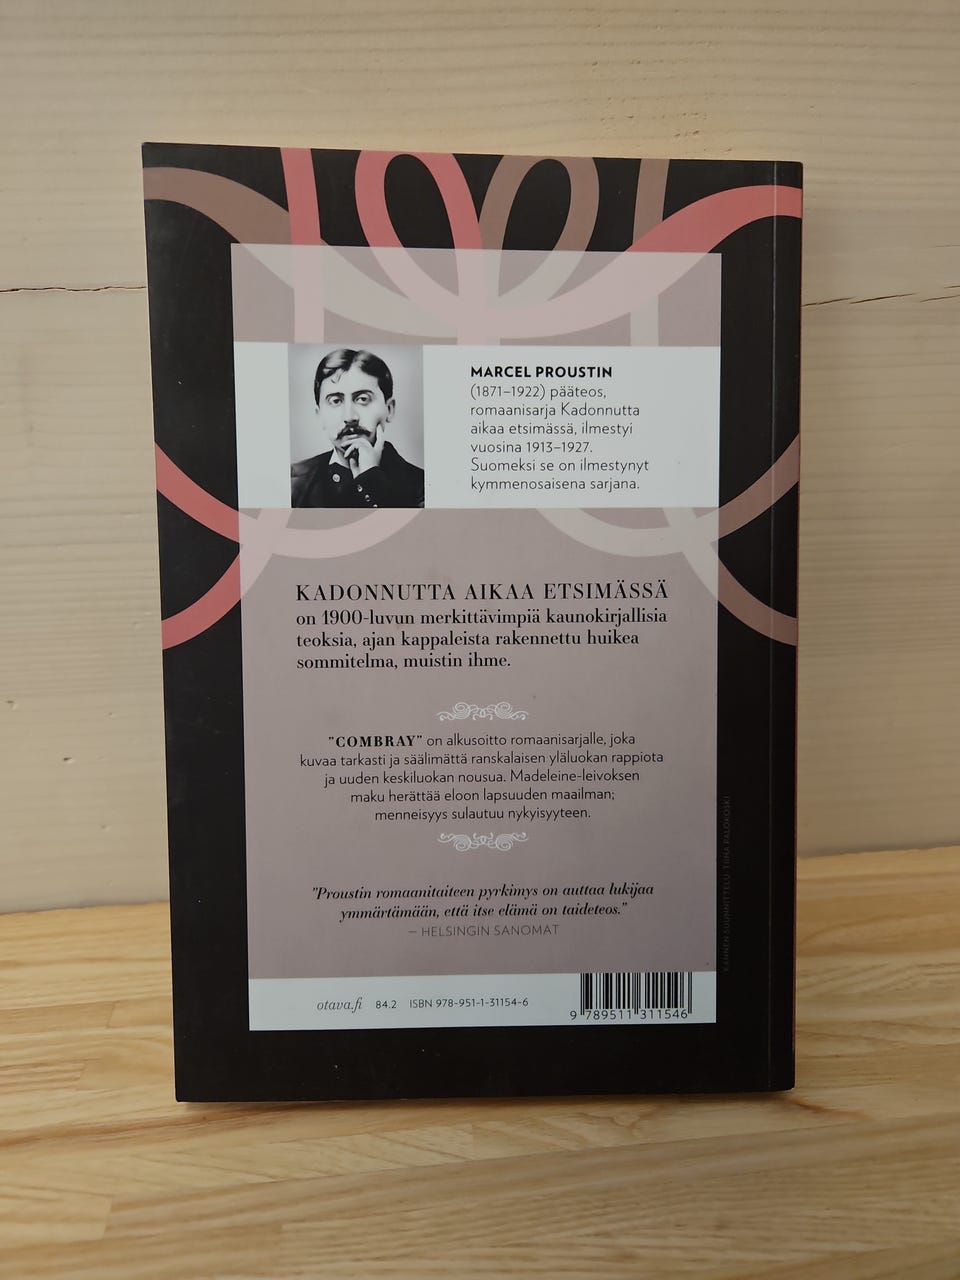 MARCEL PROUSTIN
(1871–1922) pääteos,
romaanisarja Kadonnutta
aikaa etsimässä, ilmestyi
vuosina 1913–1927.
Suomeksi se on ilmestynyt
kymmenosaisena sarjana.
KADONNUTTA AIKAA ETSIMÄSSÄ
on 1900-luvun merkittävimpiä kaunokirjallisia
teoksia, ajan kappaleista rakennettu huikea
sommitelma, muistin ihme.
"COMBRAY" on alkusoitto romaanisarjalle, joka
kuvaa tarkasti ja säälimättä ranskalaisen yläluokan rappiota
ja uuden keskiluokan nousua. Madeleine-leivoksen
maku herättää eloon lapsuuden maailman;
menneisyys sulautuu nykyisyyteen.
"Proustin romaanitaiteen pyrkimys on auttaa lukijaa
ymmärtämään, että itse elämä on taideteos."
— HELSINGIN SANOMAT
otava.fi 84.2 ISBN 978-951-1-31154-6
9 789511 311546
KANNEN SUUNNITTELU: TIINA PALOKOSKI